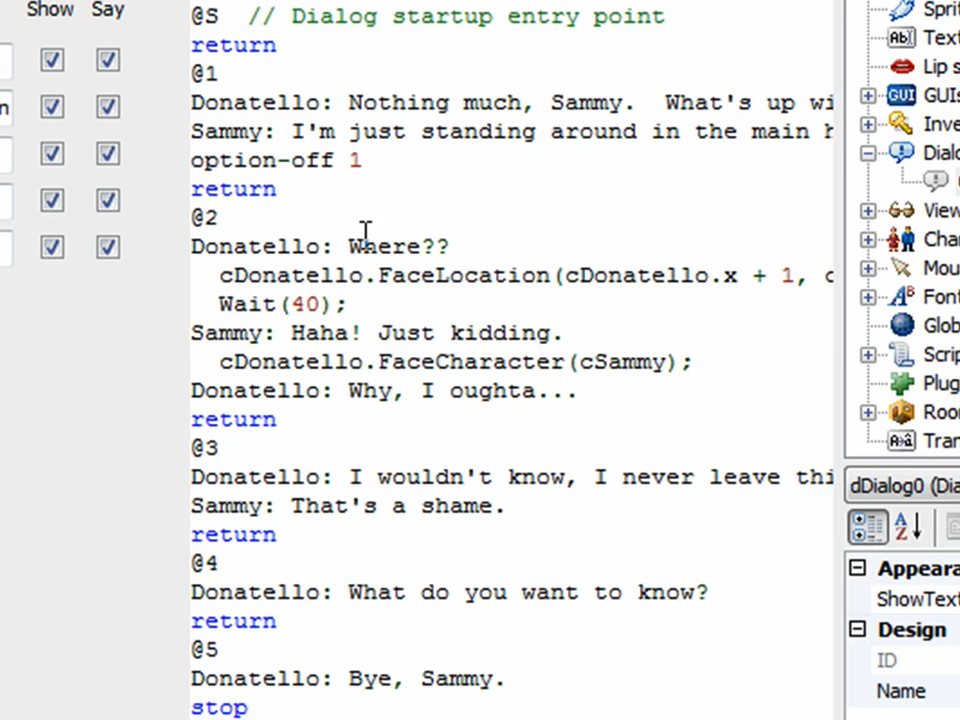 Show Say
@S // Dialog startup entry point
return
@1
Donatello: Nothing much, Sammy. What's up wi
Sammy: I'm just standing around in the main h
option-off 1
return
@2
Donatello: Where??
cDonatello.FaceLocation(cDonatello.x + 1, c
Wait(40);
Sammy: Haha! Just kidding.
cDonatello.FaceCharacter(cSammy);
Donatello: Why, I oughta...
return
@3
Donatello: I wouldn't know, I never leave thi
Sammy: That's a shame.
return
@4
Donatello: What do you want to know?
return
@5
Donatello: Bye, Sammy.
stop
n
Sprit
Text
Lip s
GUIs
Inve
Dialo
View
Char
Mou
Font
Glob
Scrip
Plug
Roo
Tran
dDialog0 (Dia
Appeara
ShowText
Design
ID
Name